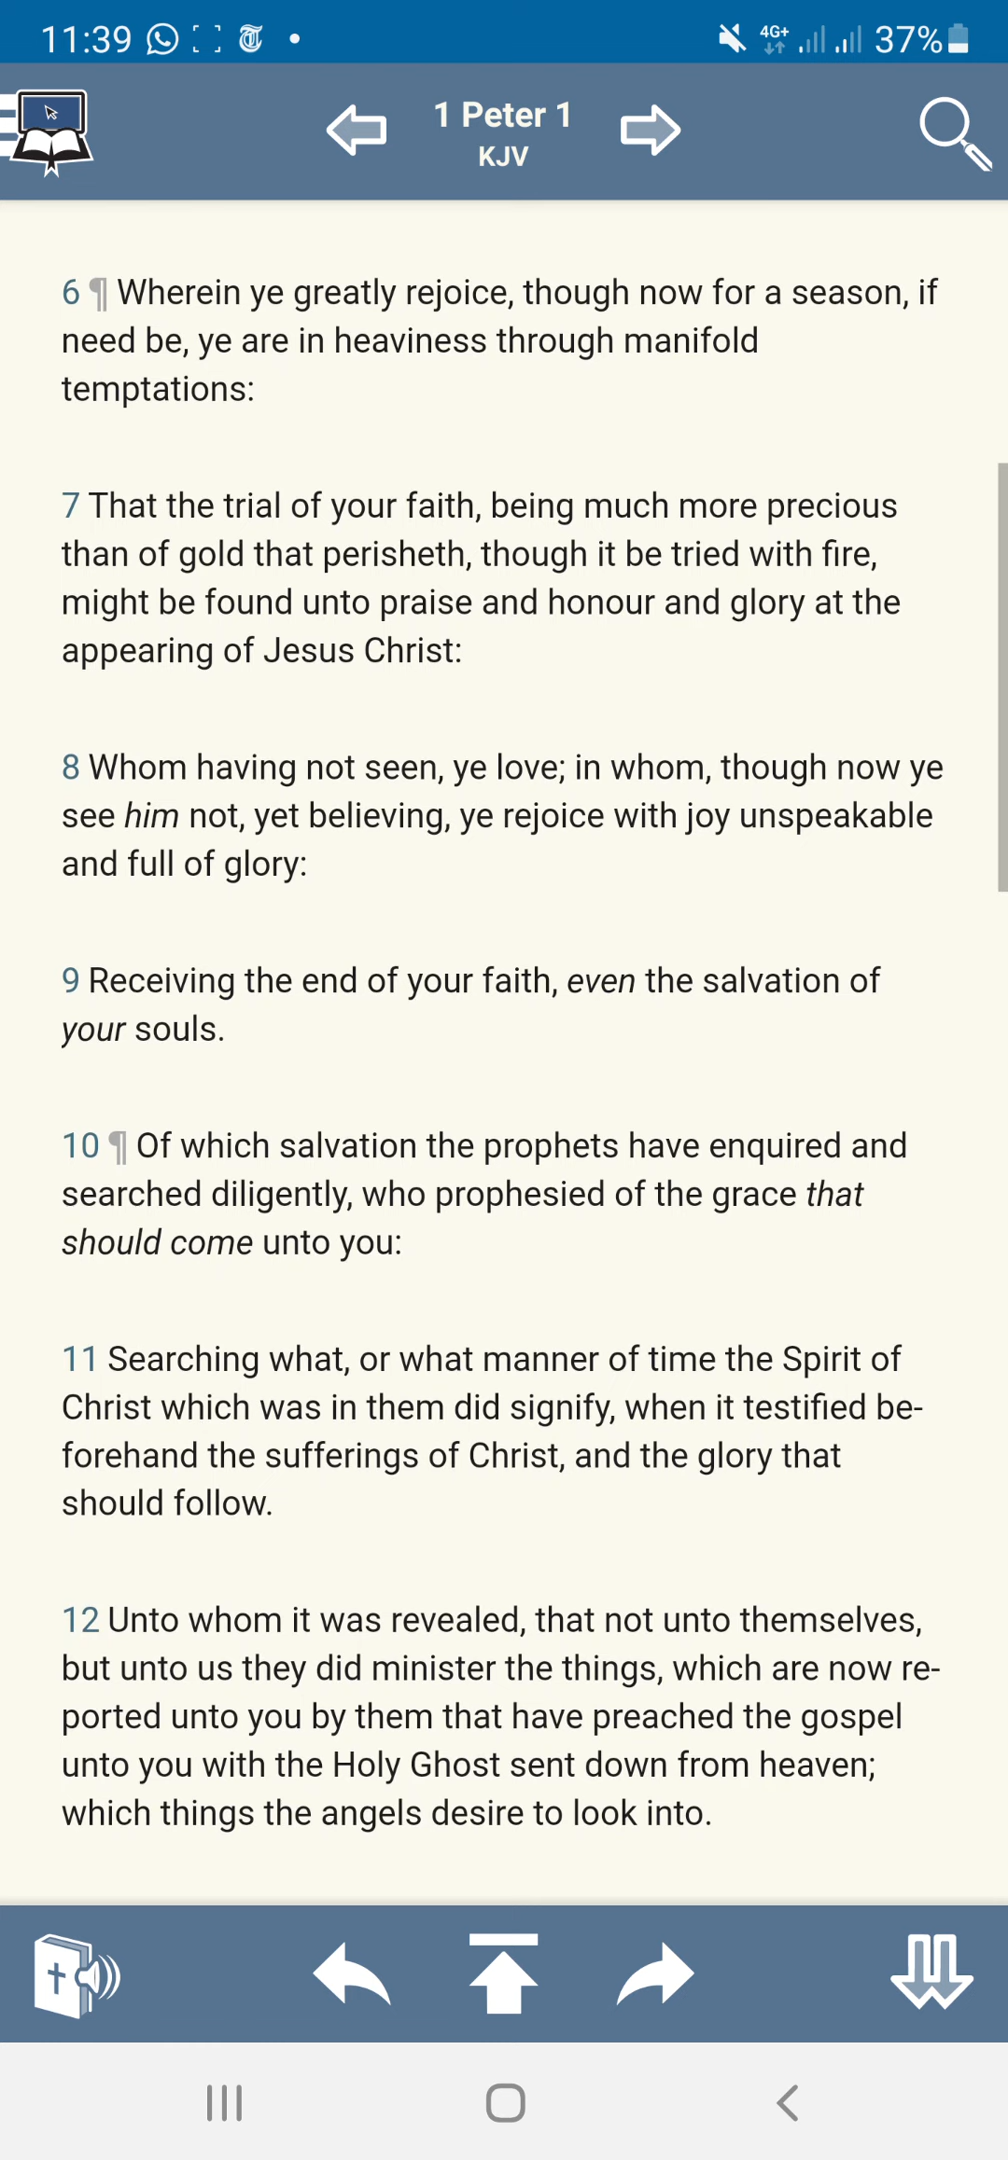 11:39
4G+
37%
1 Peter 1
KJV
6 ¶ Wherein ye greatly rejoice, though now for a season, if
need be, ye are in heaviness through manifold
temptations:
7 That the trial of your faith, being much more precious
than of gold that perisheth, though it be tried with fire,
might be found unto praise and honour and glory at the
appearing of Jesus Christ:
8 Whom having not seen, ye love; in whom, though now ye
see him not, yet believing, ye rejoice with joy unspeakable
and full of glory:
9 Receiving the end of your faith, even the salvation of
your souls.
10 ¶ Of which salvation the prophets have enquired and
searched diligently, who prophesied of the grace that
should come unto you:
11 Searching what, or what manner of time the Spirit of
Christ which was in them did signify, when it testified be-
forehand the sufferings of Christ, and the glory that
should follow.
12 Unto whom it was revealed, that not unto themselves,
but unto us they did minister the things, which are now re-
ported unto you by them that have preached the gospel
unto you with the Holy Ghost sent down from heaven;
which things the angels desire to look into.